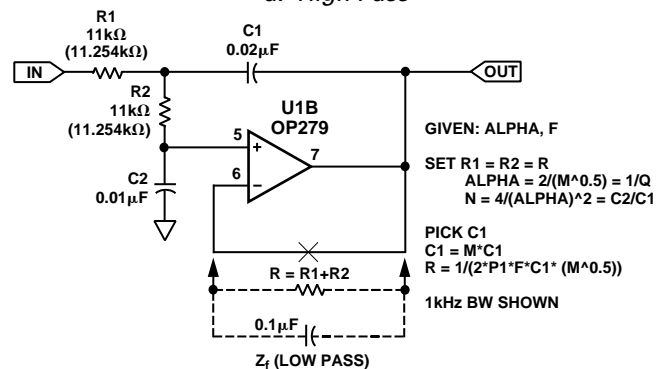 a. High Pass
R1
11kΩ
(11.254kΩ)
C1
0.02μF
IN
OUT
R2
11kΩ
(11.254kΩ)
U1B
OP279
5
+
7
6
−
C2
0.01μF
GIVEN: ALPHA, F
SET R1 = R2 = R
ALPHA = 2/(M^0.5) = 1/Q
N = 4/(ALPHA)^2 = C2/C1
PICK C1
C1 = M*C1
R = 1/(2*P1*F*C1* (M^0.5))
1kHz BW SHOWN
R = R1+R2
0.1μF
Zf (LOW PASS)